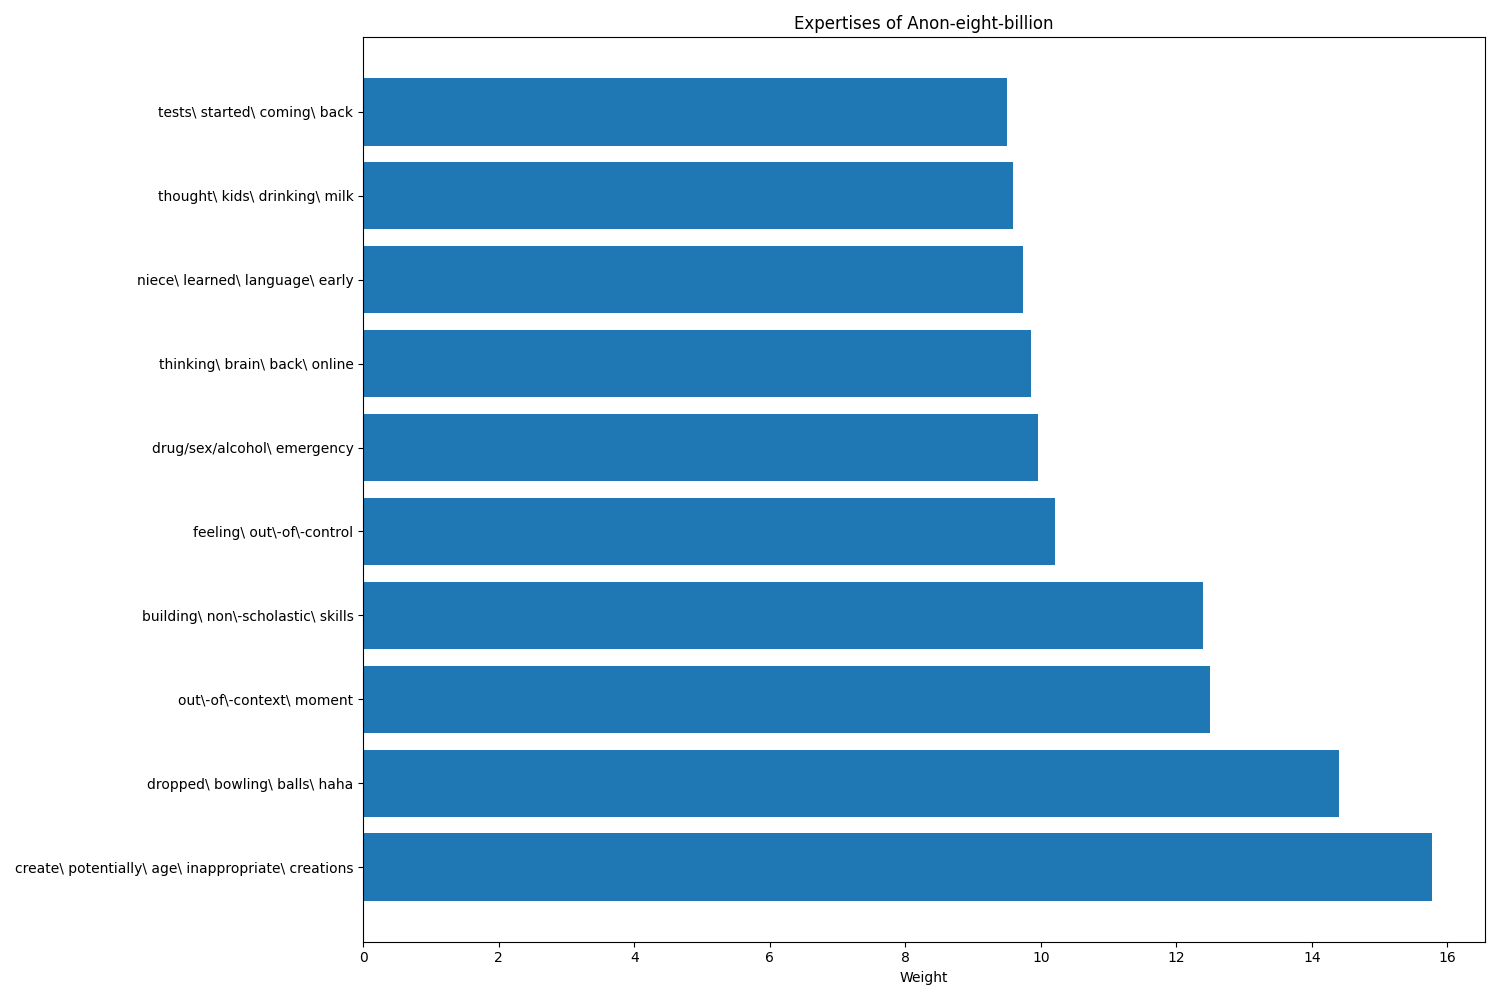 Expertises of Anon-eight-billion
tests\ started\ coming\ back
thought\ kids\ drinking\ milk
niece\ learned\ language\ early
thinking\ brain\ back\ online
drug/sex/alcohol\ emergency
feeling\ out\-of\-control
building\ non\-scholastic\ skills
out\-of\-context\ moment
dropped\ bowling\ balls\ haha
create\ potentially\ age\ inappropriate\ creations
0 2 4 6 8 10 12 14 16
Weight